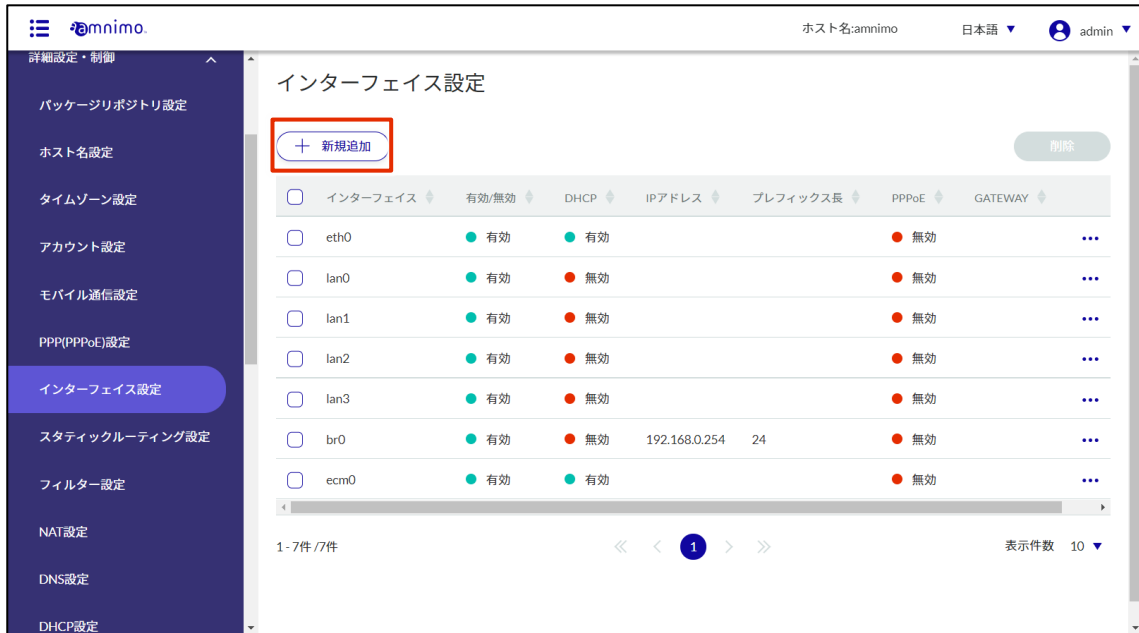 amnimo
ホスト名:amnimo
日本語 ▼
admin ▼
詳細設定・制御
パッケージリポジトリ設定
ホスト名設定
タイムゾーン設定
アカウント設定
モバイル通信設定
PPP(PPPoE)設定
インターフェイス設定
スタティックルーティング設定
フィルター設定
NAT設定
DNS設定
DHCP設定
インターフェイス設定
+ 新規追加
削除
インターフェイス 有効/無効 DHCP IPアドレス プレフィックス長 PPPoE GATEWAY
eth0 有効 有効 無効 •••
lan0 有効 無効 無効 •••
lan1 有効 無効 無効 •••
lan2 有効 無効 無効 •••
lan3 有効 無効 無効 •••
br0 有効 無効 192.168.0.254 24 無効 •••
ecm0 有効 有効 無効 •••
1 - 7件 /7件
≪ < 1 > ≫
表示件数 10 ▼